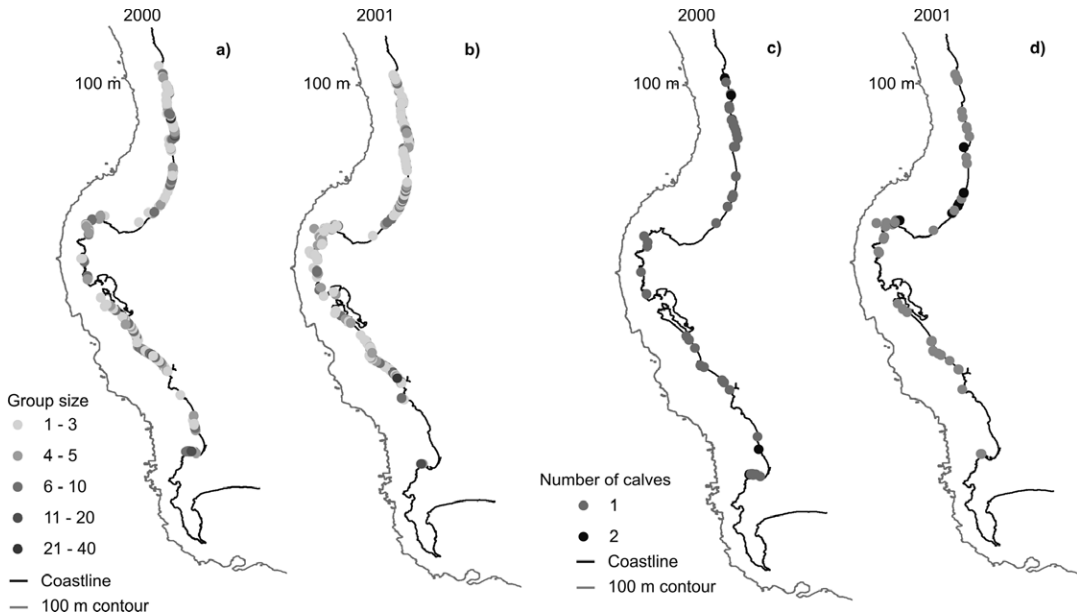 2000
2001
2000
2001
a)
b)
c)
d)
100 m
100 m
100 m
100 m
Group size
1 - 3
4 - 5
6 - 10
11 - 20
21 - 40
Coastline
100 m contour
Number of calves
1
2
Coastline
100 m contour